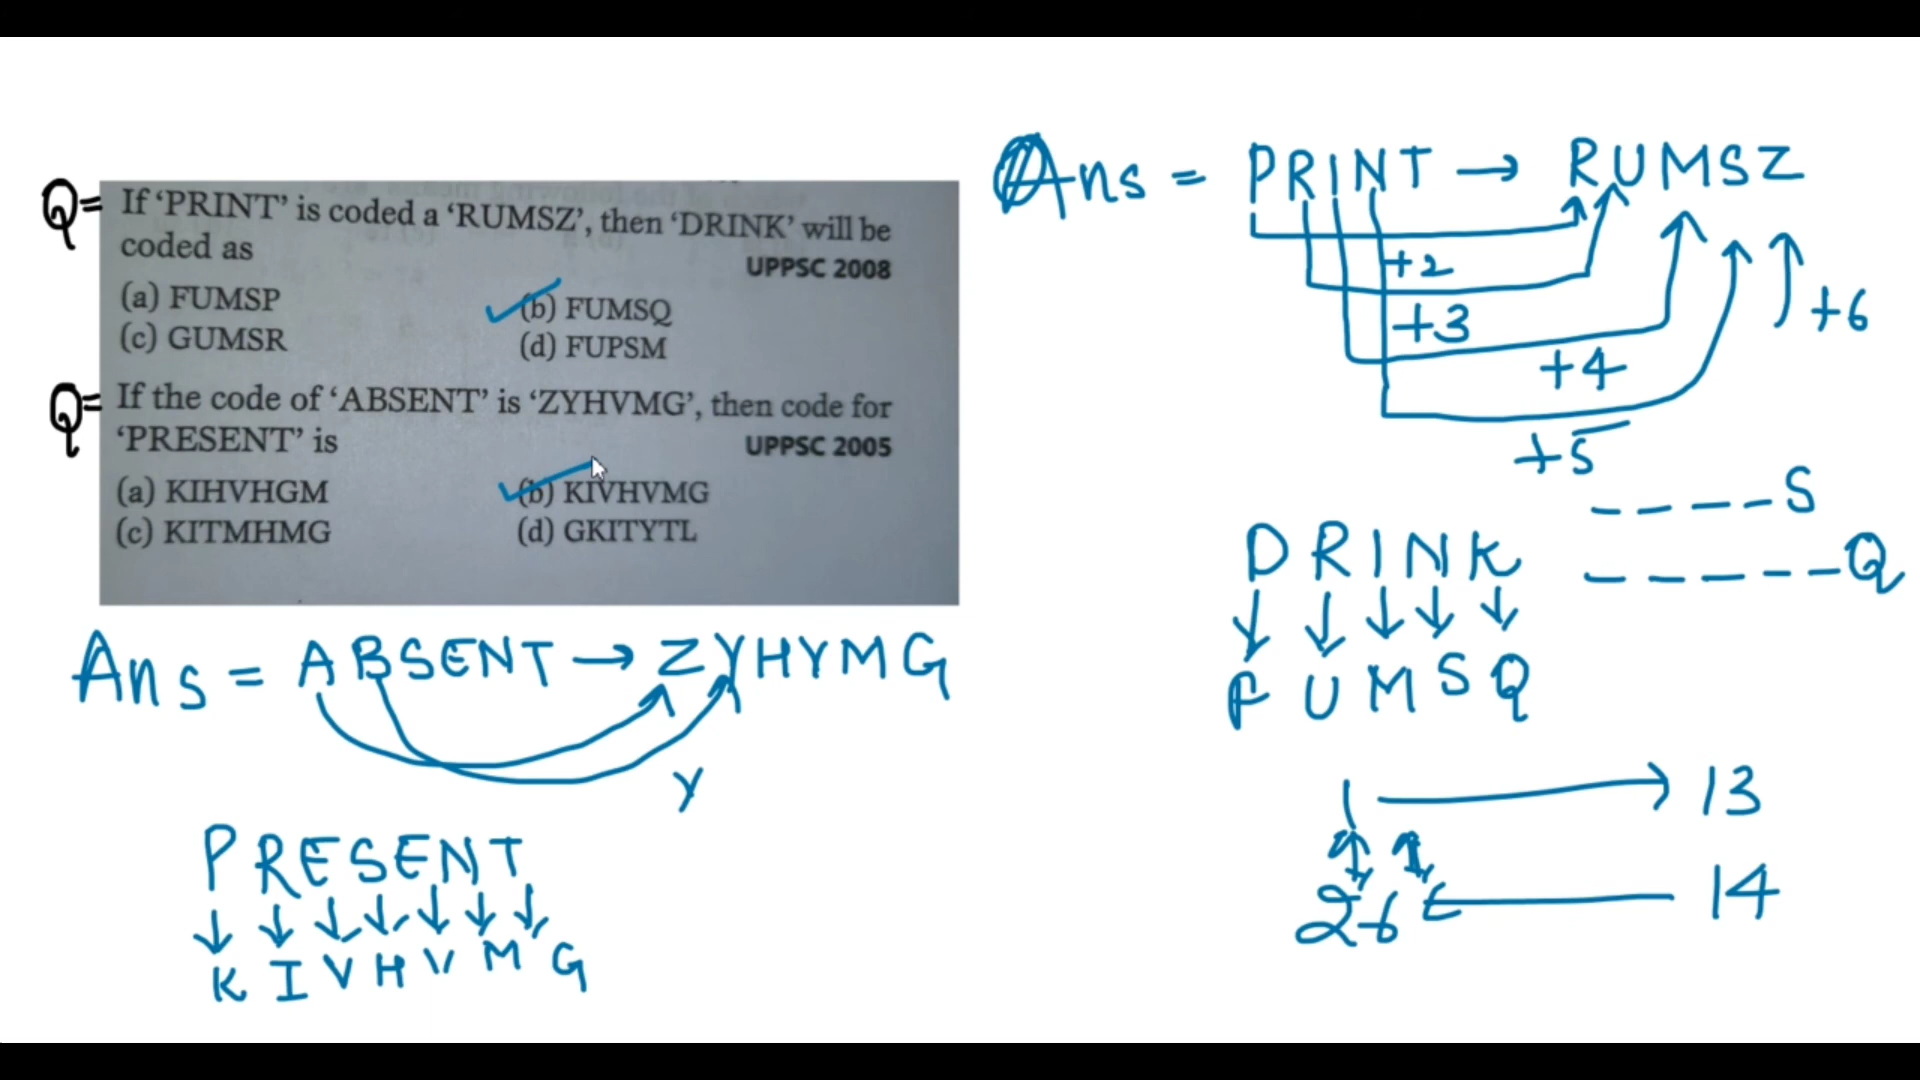 Q= If 'PRINT' is coded a 'RUMSZ', then 'DRINK' will be
coded as
UPPSC 2008
(a) FUMSP (b) FUMSQ
(c) GUMSR (d) FUPSM
Q= If the code of 'ABSENT' is 'ZYHVMG', then code for
'PRESENT' is
UPPSC 2005
(a) KIHVHGM (b) KIVHVMG
(c) KITMHMG (d) GKITYTL
Ans = ABSENT → ZYHVMG
Y
PRESENT
KIVHVMG
Ans = PRINT → RUMSZ
+2
+3
+4
+5
+6
- - - - - S
- - - - - Q
DRINK
FUMSQ
1 → 13
26 ← 14